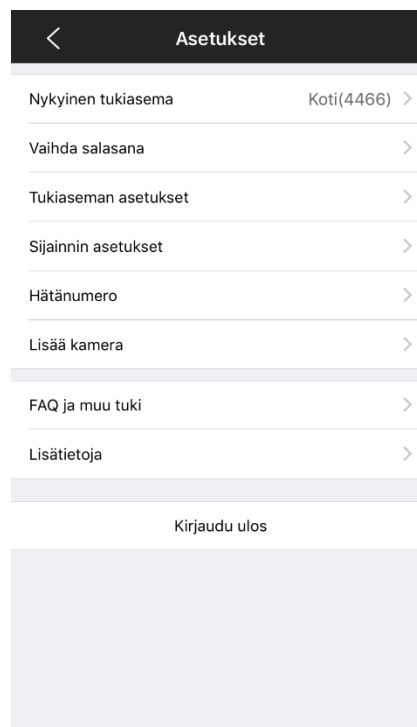 Asetukset
Nykyinen tukiasema Koti(4466)
Vaihda salasana
Tukiaseman asetukset
Sijainnin asetukset
Hätänumero
Lisää kamera
FAQ ja muu tuki
Lisätietoja
Kirjaudu ulos